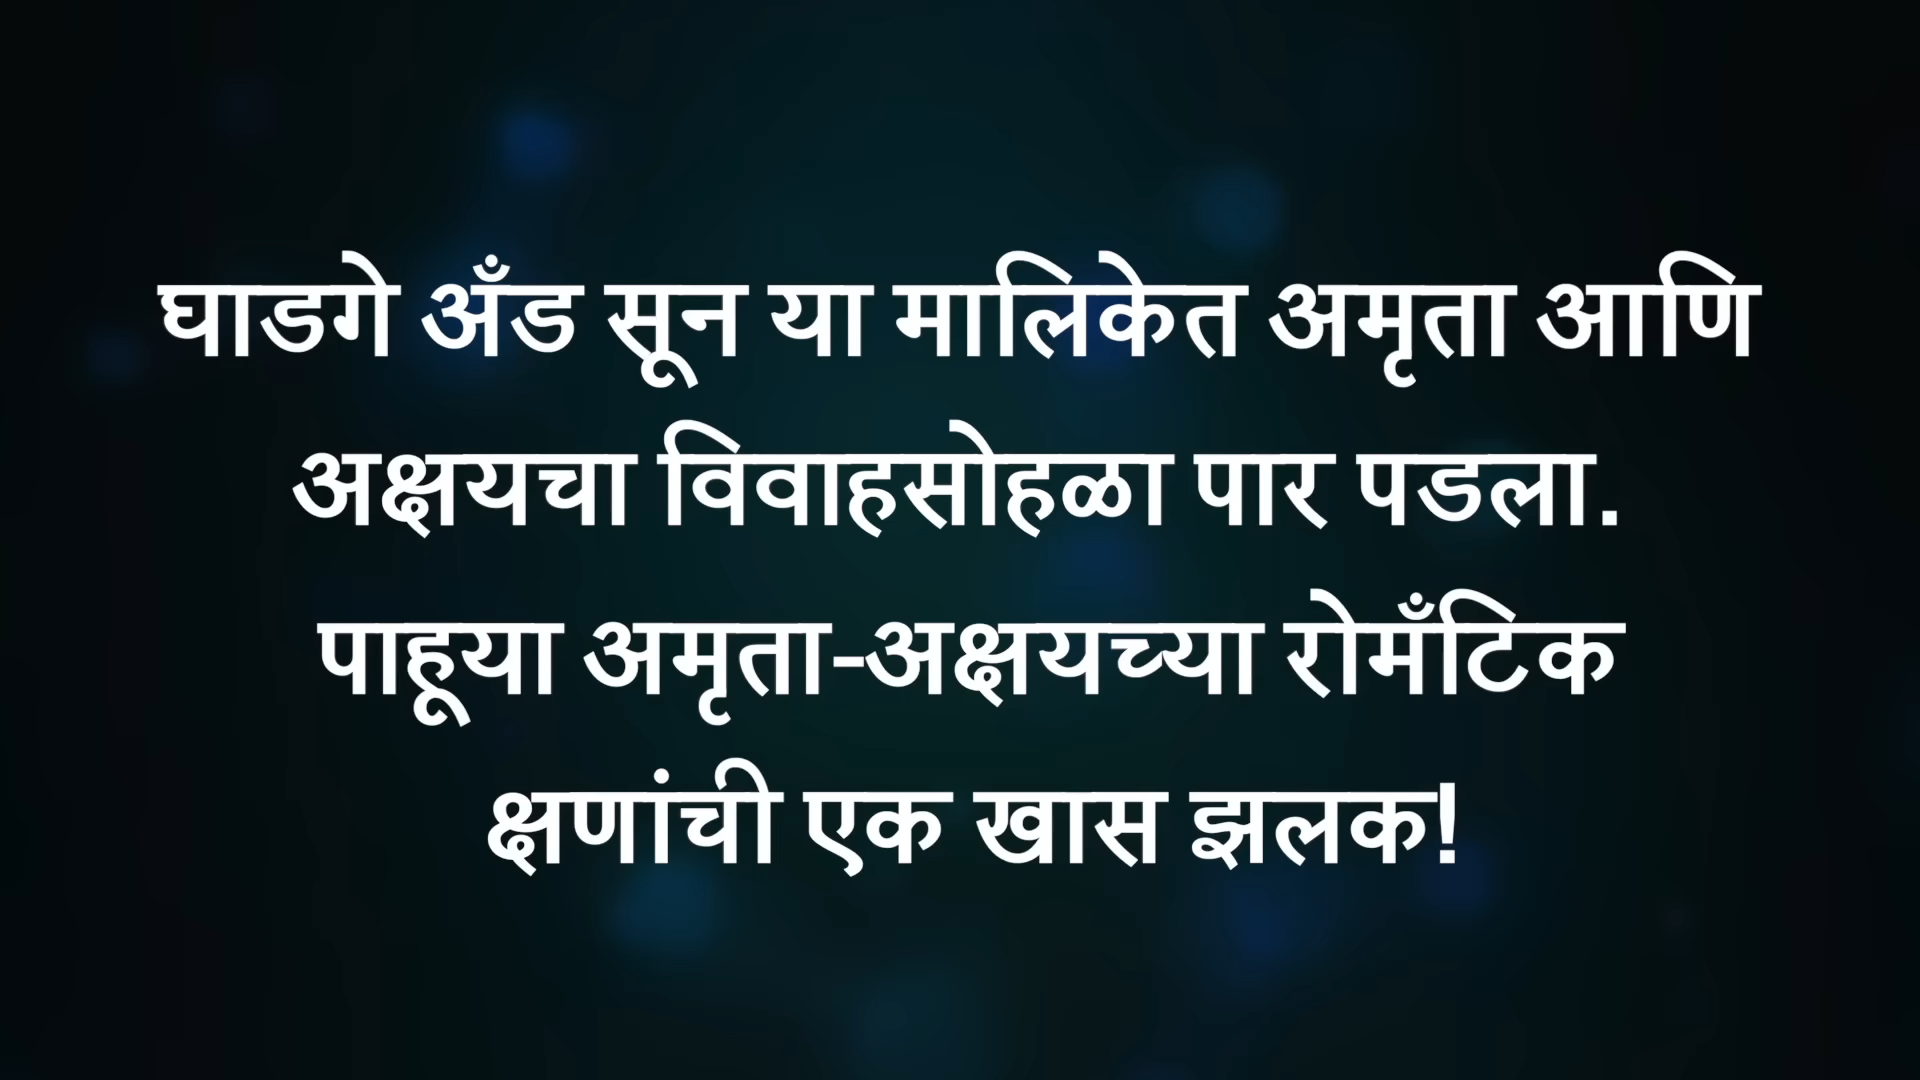 घाडगे अँड सून या मालिकेत अमृता आणि
अक्षयचा विवाहसोहळा पार पडला.
पाहूया अमृता-अक्षयच्या रोमँटिक
क्षणांची एक खास झलक!